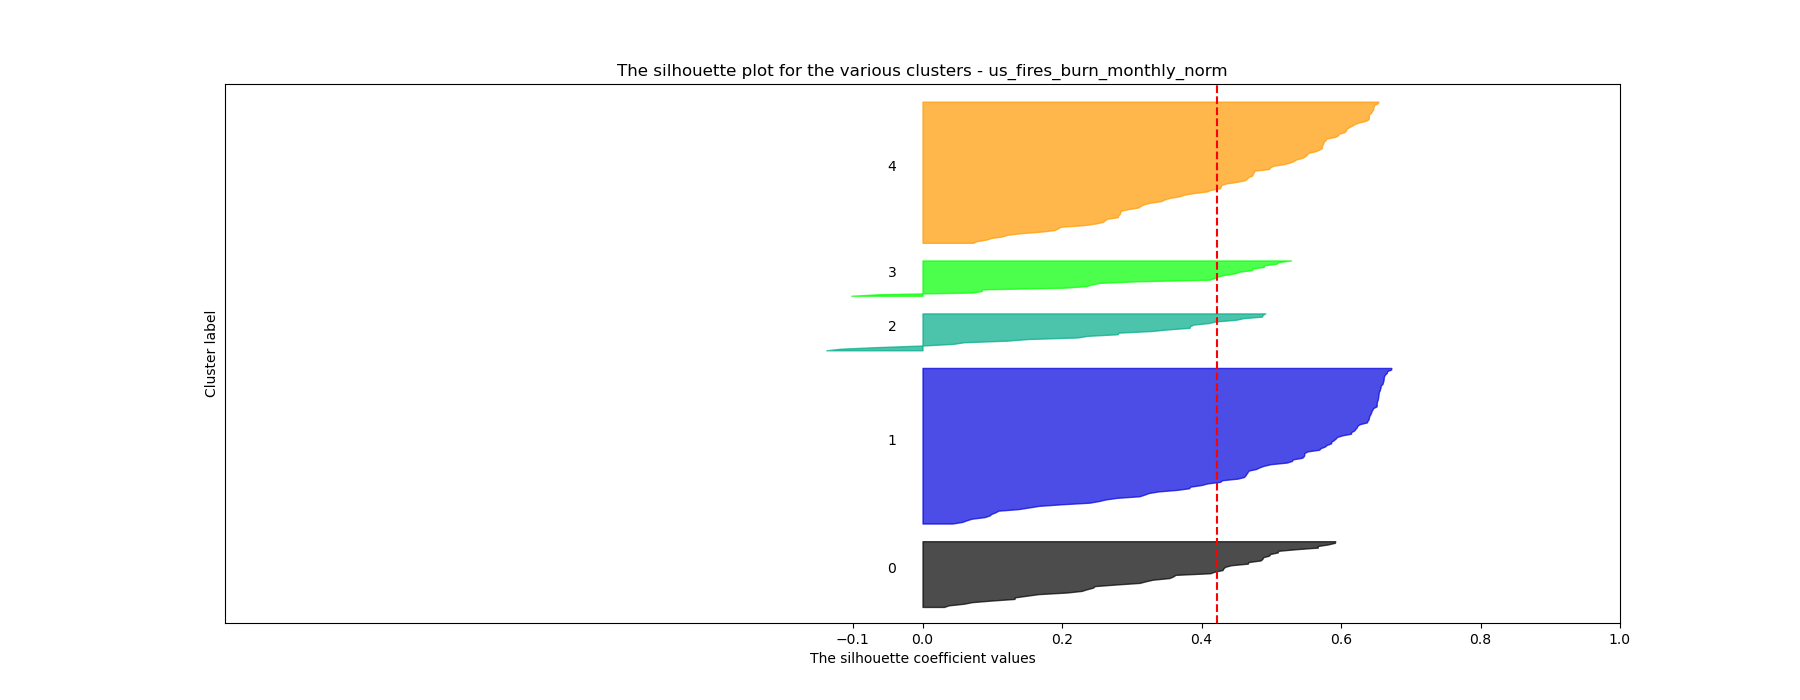 The silhouette plot for the various clusters - us_fires_burn_monthly_norm
Cluster label
4
3
2
1
0
−0.1 0.0 0.2 0.4 0.6 0.8 1.0
The silhouette coefficient values